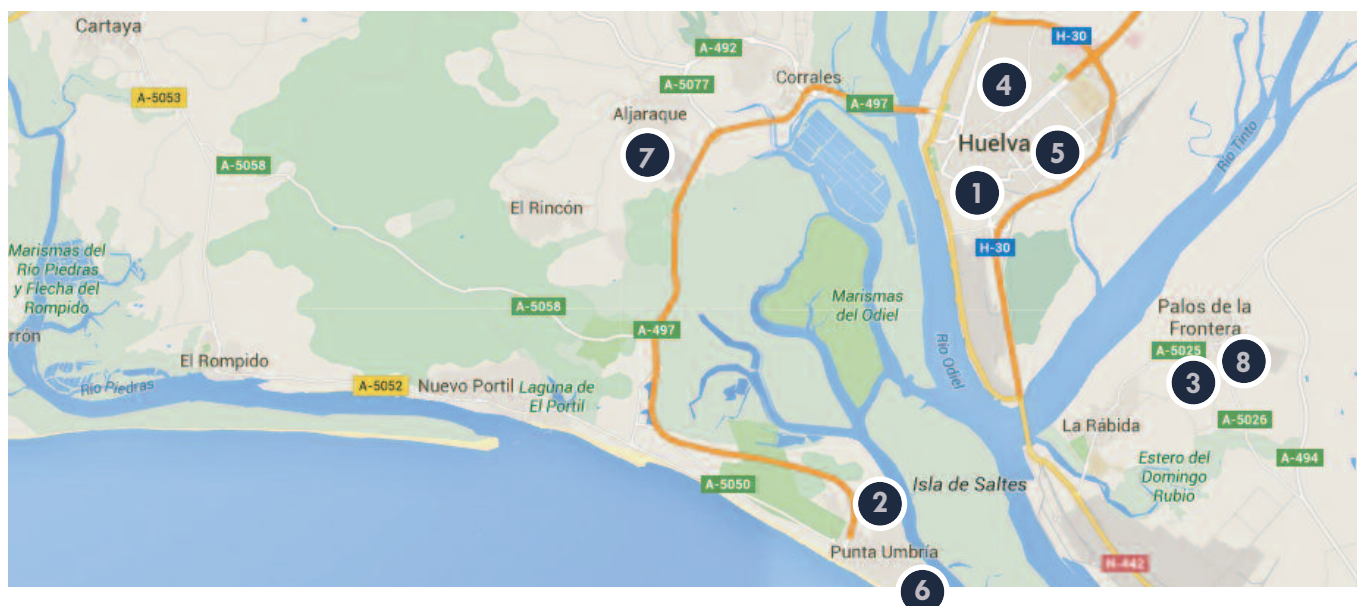 Cartaya
H-30
A-492
4
A-5077
Corrales
A-5053
A-497
Aljaraque
Río Tinto
Huelva
5
7
A-5058
1
El Rincón
H-30
Marismas del
Río Piedras
y Flecha del
Rompido
Marismas
del Odiel
A-5058
Palos de la
Frontera
A-497
rrón
A-5025
8
El Rompido
Río Odiel
3
Río Piedras
A-5052
Nuevo Portil
Laguna de
El Portil
A-5026
La Rábida
A-494
Estero del
Domingo
Rubio
A-5050
Isla de Saltes
2
Punta Umbría
N-442
6